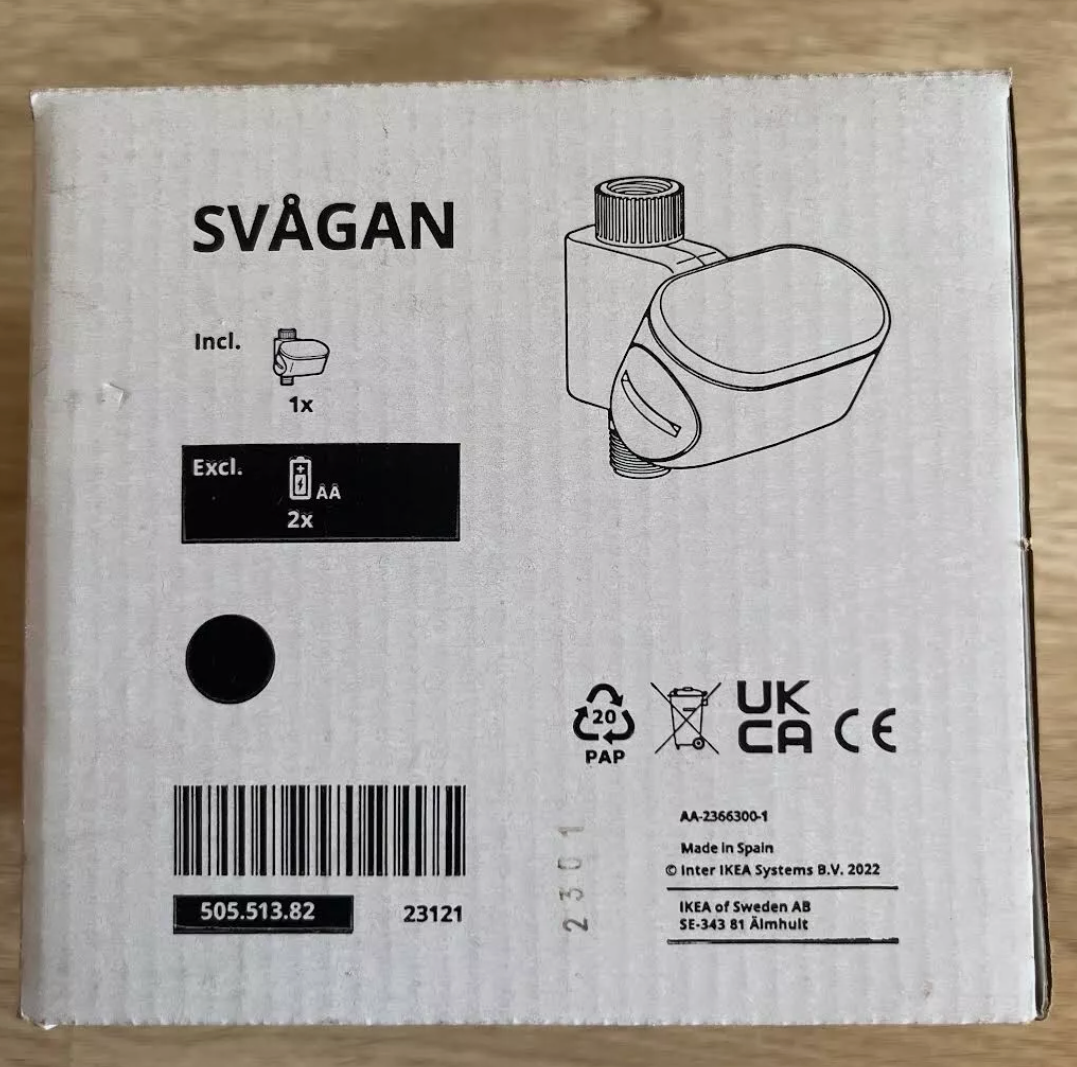 SVÅGAN
Incl.
1x
Excl.
AA
2x
20
PAP
UK
CA CE
505.513.82
23121
2301
AA-2366300-1
Made in Spain
© Inter IKEA Systems B.V. 2022
IKEA of Sweden AB
SE-343 81 Älmhult